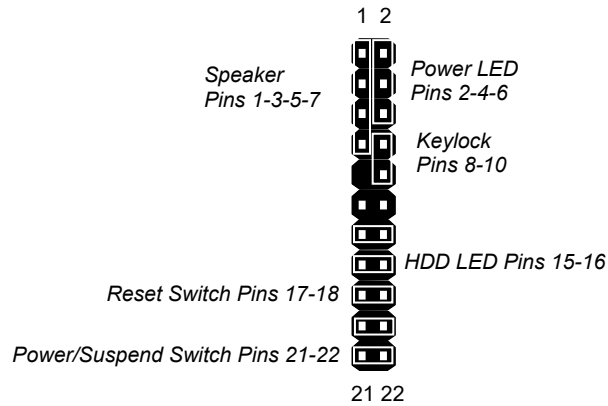 1 2
Speaker
Pins 1-3-5-7
Power LED
Pins 2-4-6
Keylock
Pins 8-10
HDD LED Pins 15-16
Reset Switch Pins 17-18
Power/Suspend Switch Pins 21-22
21 22